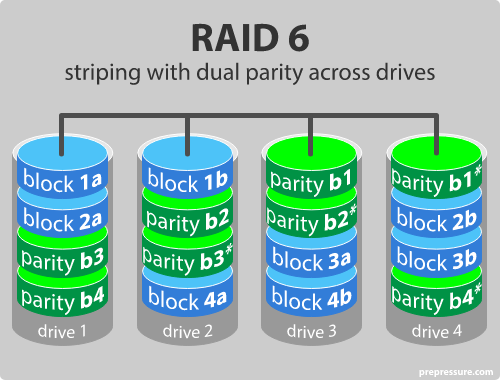 RAID 6
striping with dual parity across drives
block 1a
block 2a
parity b3
parity b4
drive 1
block 1b
parity b2
parity b3*
block 4a
drive 2
parity b1
parity b2*
block 3a
block 4b
drive 3
parity b1*
block 2b
block 3b
parity b4*
drive 4
prepressure.com